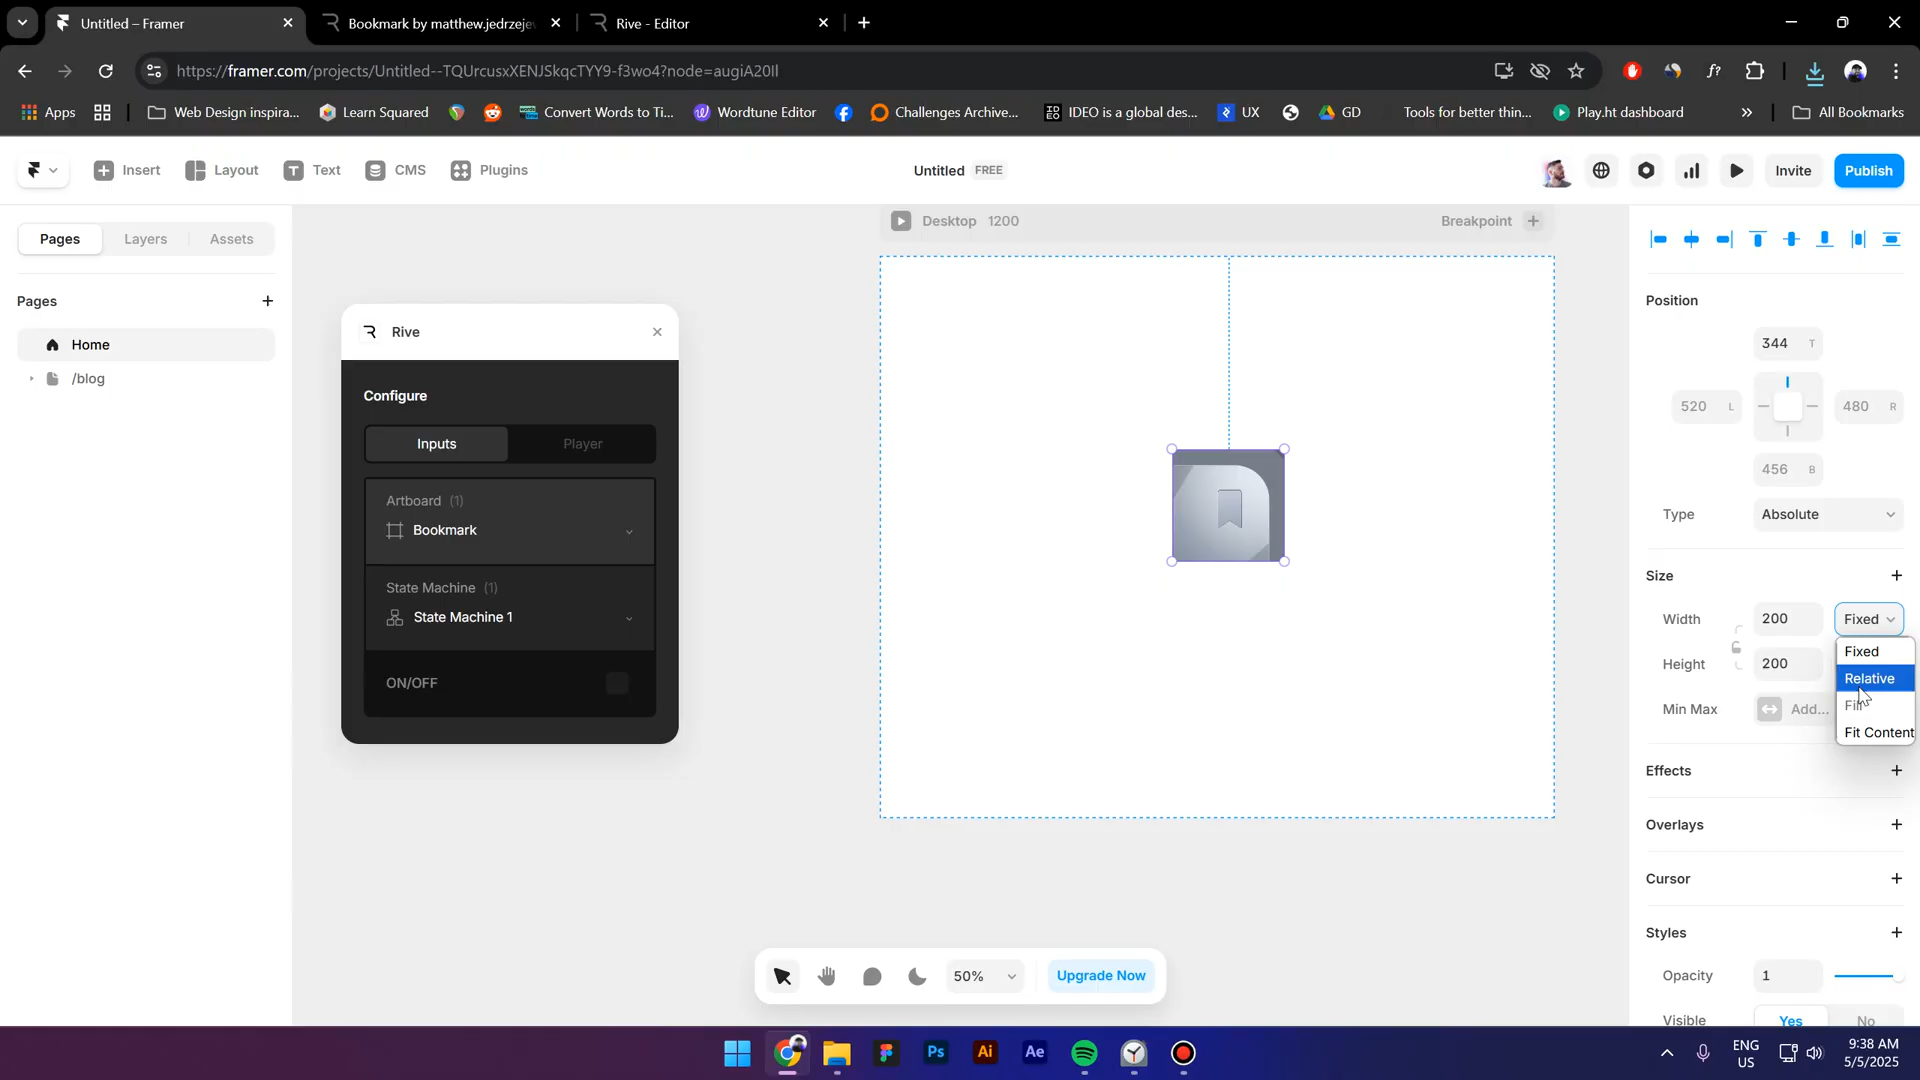 Untitled – Framer
Bookmark by matthew.jedrzeje
Rive - Editor
https://framer.com/projects/Untitled--TQUrcusxXENJSkqcTYY9-f3wo4?node=augiA20Il
f?
Apps
Web Design inspira...
Learn Squared
Convert Words to Ti...
Wordtune Editor
Challenges Archive...
IDEO is a global des...
UX
GD
Tools for better thin...
Play.ht dashboard
»
All Bookmarks
Insert
Layout
Text
CMS
Plugins
Untitled FREE
Invite
Publish
Pages
Layers
Assets
Desktop 1200
Breakpoint
Pages
Home
/blog
Rive
Configure
Inputs
Player
Artboard (1)
Bookmark
State Machine (1)
State Machine 1
ON/OFF
Position
344 T
520 L
480 R
456 B
Type
Absolute
Size
Width
200
Fixed
Fixed
Height
200
Relative
Min Max
Add...
Fill
Fit Content
Effects
Overlays
Cursor
Styles
Opacity
1
Visible
Yes
No
50%
Upgrade Now
Ps
Ai
Ae
ENG
US
9:38 AM
5/5/2025